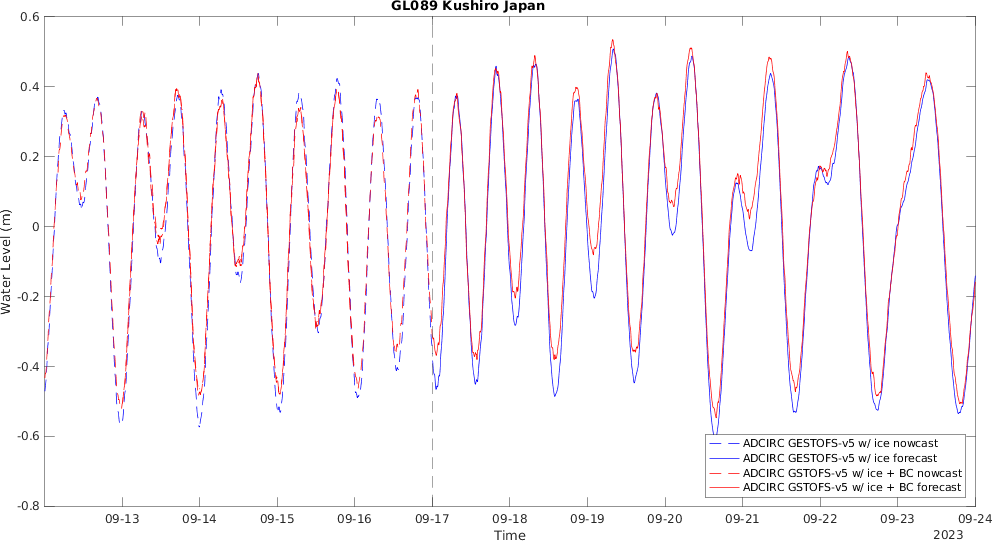 GL089 Kushiro Japan
0.6
0.4
0.2
0
-0.2
-0.4
-0.6
-0.8
Water Level (m)
ADCIRC GESTOFS-v5 w/ ice nowcast
ADCIRC GESTOFS-v5 w/ ice forecast
ADCIRC GSTOFS-v5 w/ ice + BC nowcast
ADCIRC GSTOFS-v5 w/ ice + BC forecast
09-13 09-14 09-15 09-16 09-17 09-18 09-19 09-20 09-21 09-22 09-23 09-24
Time
2023